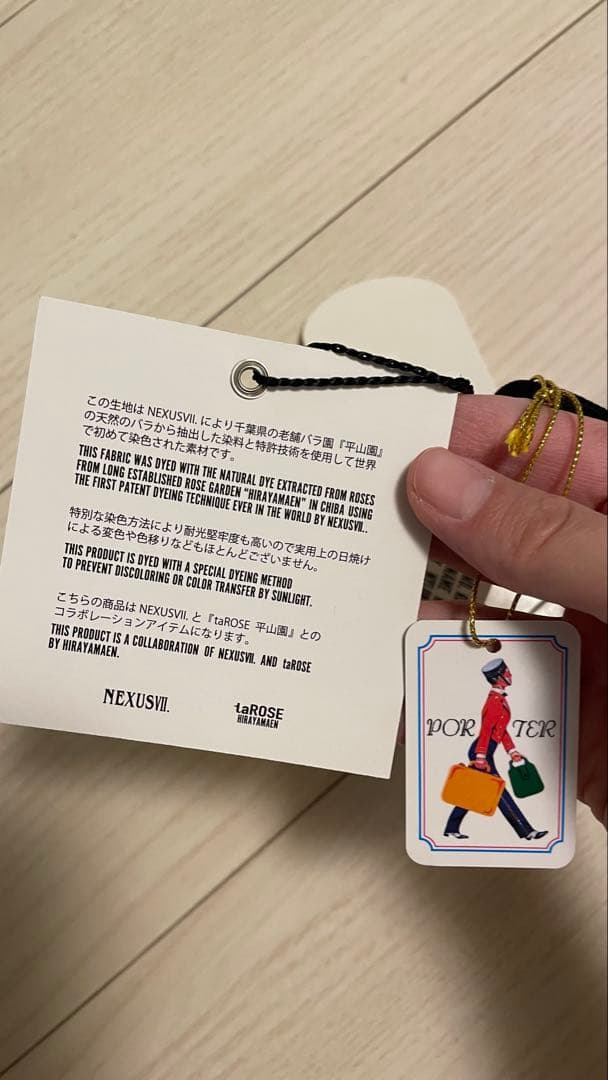 この生地は NEXUSVII. により千葉県の老舗バラ園『平山園』
の天然のバラから抽出した染料と特許技術を使用して世界
で初めて染色された素材です。
THIS FABRIC WAS DYED WITH THE NATURAL DYE EXTRACTED FROM ROSES
FROM LONG ESTABLISHED ROSE GARDEN "HIRAYAMAEN" IN CHIBA USING
THE FIRST PATENT DYEING TECHNIQUE EVER IN THE WORLD BY NEXUSVII..
特別な染色方法により耐光堅牢度も高いので実用上の日焼け
による変色や色移りなどもほとんどございません。
THIS PRODUCT IS DYED WITH A SPECIAL DYEING METHOD
TO PREVENT DISCOLORING OR COLOR TRANSFER BY SUNLIGHT.
こちらの商品は NEXUSVII. と『taROSE 平山園』との
コラボレーションアイテムになります。
THIS PRODUCT IS A COLLABORATION OF NEXUSVII. AND taROSE
BY HIRAYAMAEN.
NEXUSVII.
taROSE
HIRAYAMAEN
PORTER